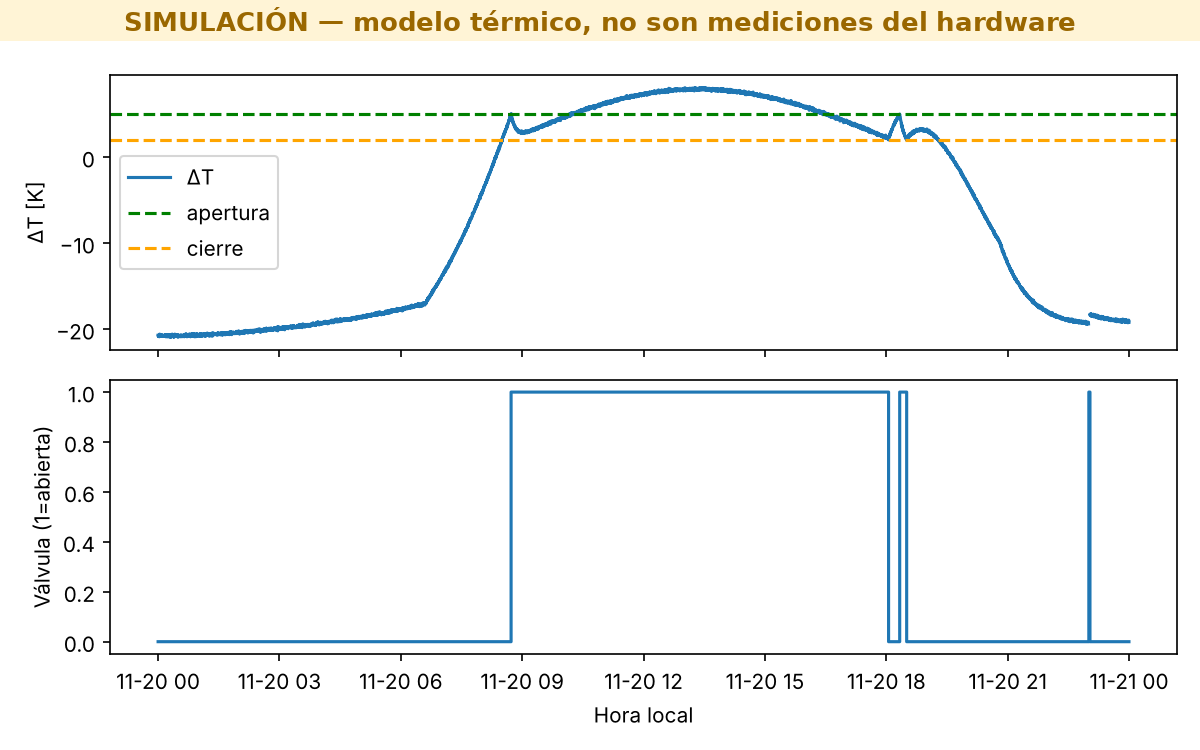 SIMULACIÓN — modelo térmico, no son mediciones del hardware
ΔT [K]
0
−10
−20
ΔT
apertura
cierre
Válvula (1=abierta)
1.0
0.8
0.6
0.4
0.2
0.0
11-20 00 11-20 03 11-20 06 11-20 09 11-20 12 11-20 15 11-20 18 11-20 21 11-21 00
Hora local